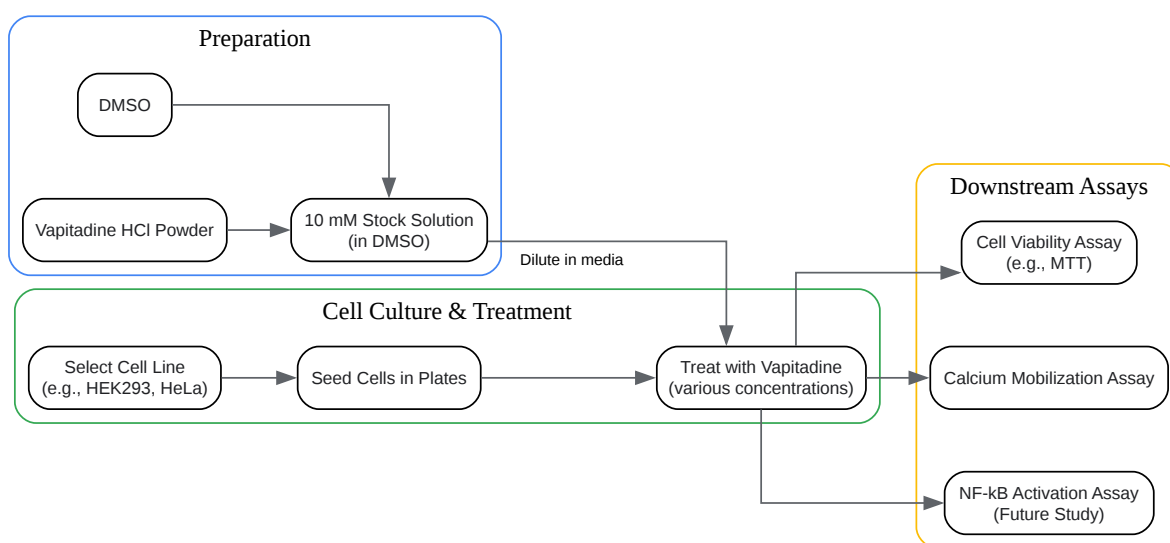 Preparation
DMSO
Vapitadine HCl Powder
10 mM Stock Solution
(in DMSO)
Dilute in media
Cell Culture & Treatment
Select Cell Line
(e.g., HEK293, HeLa)
Seed Cells in Plates
Treat with Vapitadine
(various concentrations)
Downstream Assays
Cell Viability Assay
(e.g., MTT)
Calcium Mobilization Assay
NF-kB Activation Assay
(Future Study)